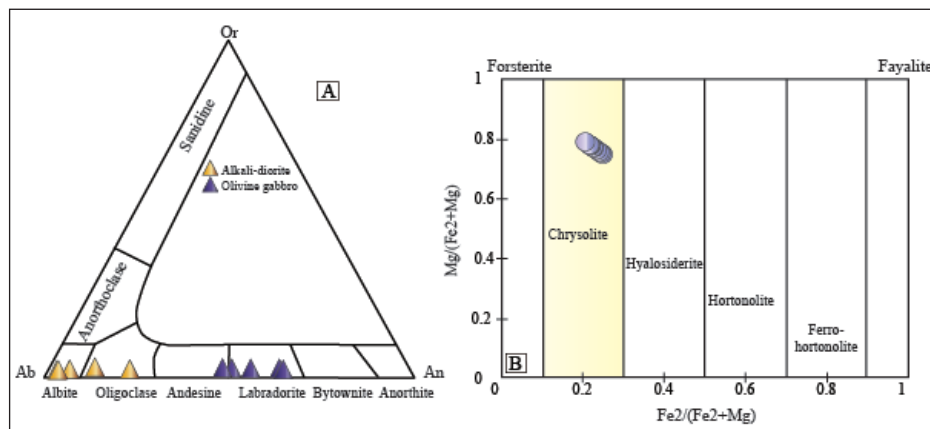 Or
A
Sanidine
Alkali-diorite
Olivine gabbro
Anorthoclase
Ab
An
Albite Oligoclase Andesine Labradorite Bytownite Anorthite
Forsterite Fayalite
1
0.8
0.6
0.4
0.2
0
Mg/(Fe2+Mg)
Chrysolite
Hyalosiderite
Hortonolite
Ferro-
hortonolite
B
0 0.2 0.4 0.6 0.8 1
Fe2/(Fe2+Mg)